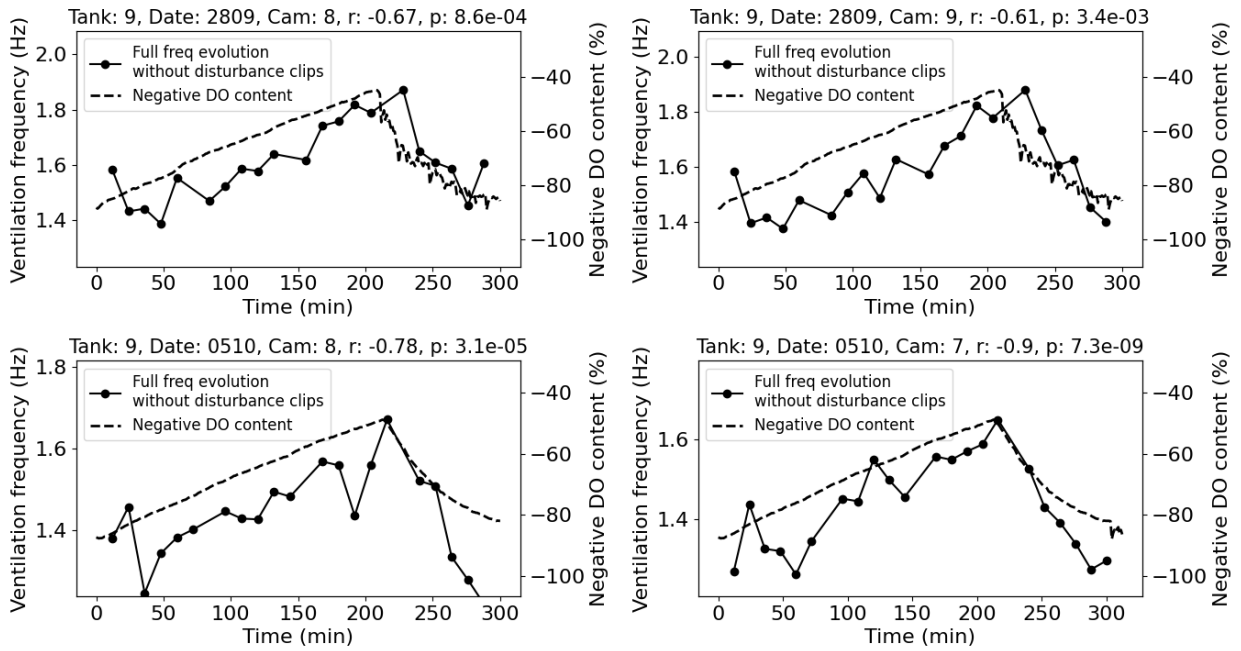 Tank: 9, Date: 2809, Cam: 8, r: -0.67, p: 8.6e-04
Ventilation frequency (Hz)
2.0
1.8
1.6
1.4
Full freq evolution
without disturbance clips
Negative DO content
−40
−60
−80
−100
Negative DO content (%)
0 50 100 150 200 250 300
Time (min)
Tank: 9, Date: 2809, Cam: 9, r: -0.61, p: 3.4e-03
Ventilation frequency (Hz)
2.0
1.8
1.6
1.4
Full freq evolution
without disturbance clips
Negative DO content
−40
−60
−80
−100
Negative DO content (%)
0 50 100 150 200 250 300
Time (min)
Tank: 9, Date: 0510, Cam: 8, r: -0.78, p: 3.1e-05
Ventilation frequency (Hz)
1.8
1.6
1.4
Full freq evolution
without disturbance clips
Negative DO content
−40
−60
−80
−100
Negative DO content (%)
0 50 100 150 200 250 300
Time (min)
Tank: 9, Date: 0510, Cam: 7, r: -0.9, p: 7.3e-09
Ventilation frequency (Hz)
1.6
1.4
Full freq evolution
without disturbance clips
Negative DO content
−40
−60
−80
−100
Negative DO content (%)
0 50 100 150 200 250 300
Time (min)